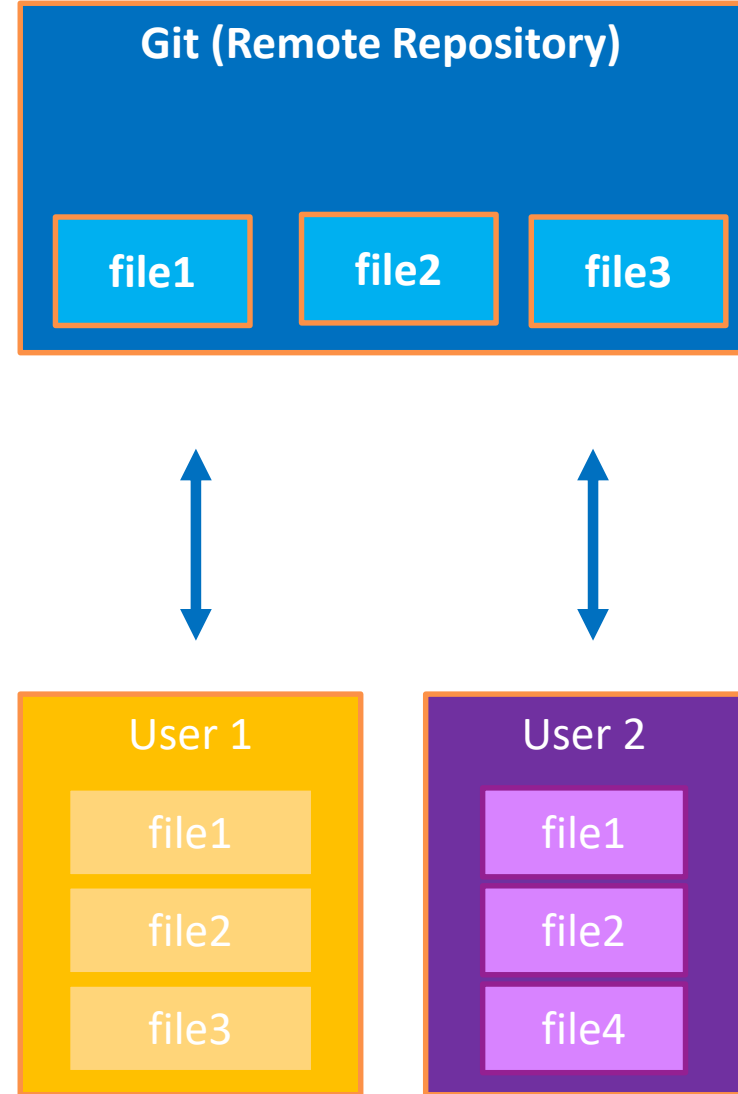 Git (Remote Repository)
file1 file2 file3
User 1 User 2
file1 file1
file2 file2
file3 file4